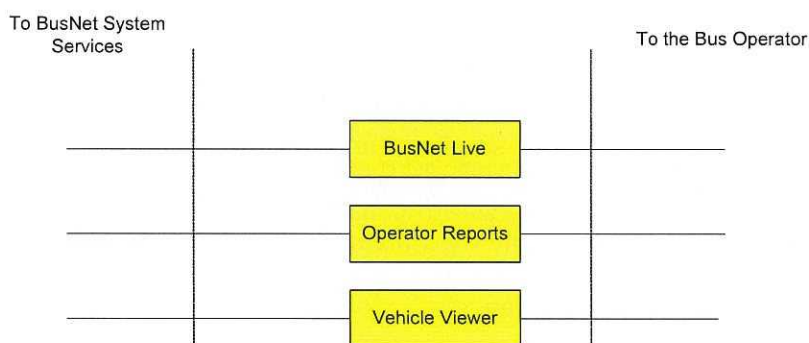 To BusNet System
Services
To the Bus Operator
BusNet Live
Operator Reports
Vehicle Viewer